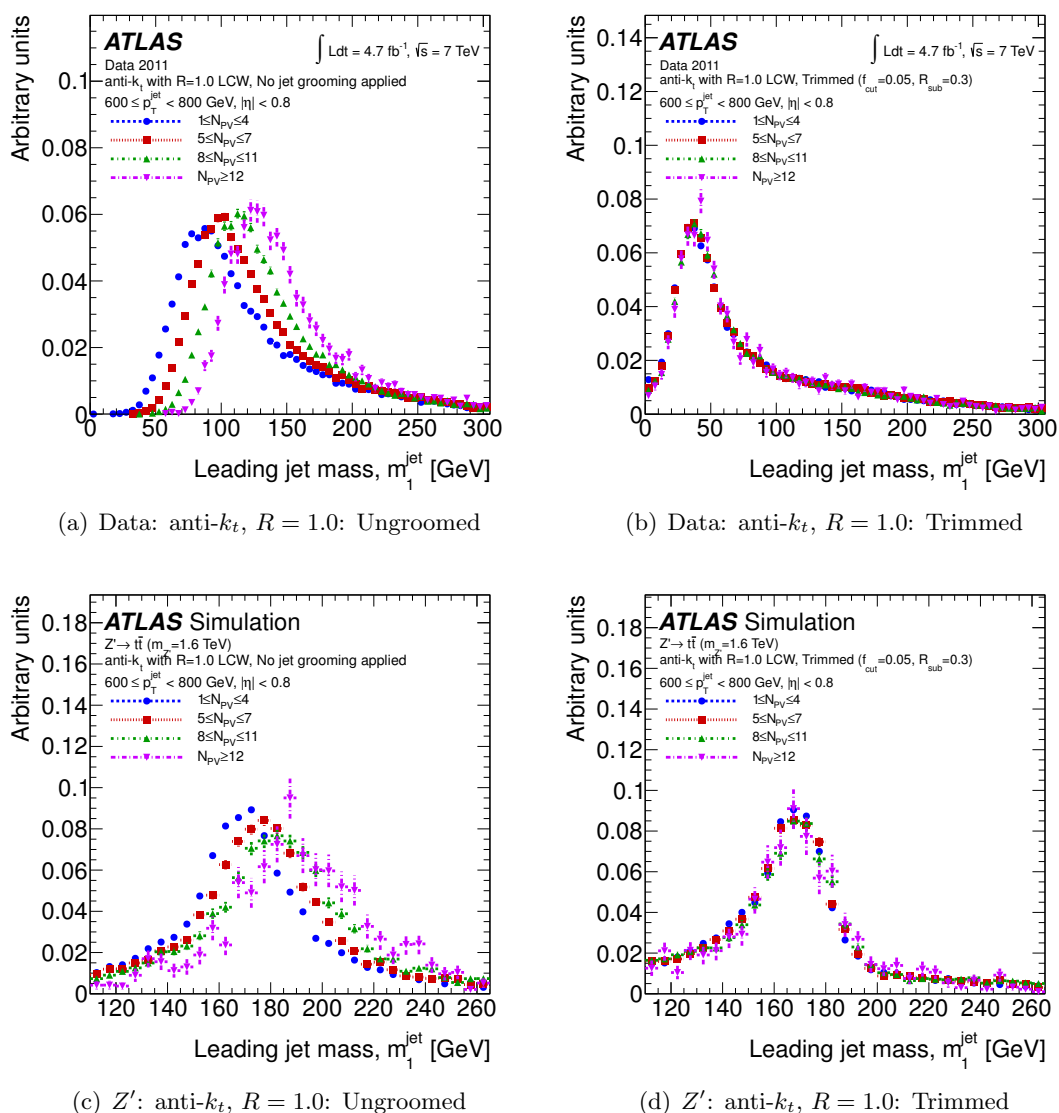 ATLAS
∫ Ldt = 4.7 fb⁻¹, √s = 7 TeV
Data 2011
anti-k_t with R=1.0 LCW, No jet grooming applied
600 ≤ p_T^jet < 800 GeV, |η| < 0.8
1≤N_PV≤4
5≤N_PV≤7
8≤N_PV≤11
N_PV≥12
Arbitrary units
0.1
0.08
0.06
0.04
0.02
0
0 50 100 150 200 250 300
Leading jet mass, m_1^jet [GeV]
(a) Data: anti-k_t, R = 1.0: Ungroomed
ATLAS
∫ Ldt = 4.7 fb⁻¹, √s = 7 TeV
Data 2011
anti-k_t with R=1.0 LCW, Trimmed (f_cut=0.05, R_sub=0.3)
600 ≤ p_T^jet < 800 GeV, |η| < 0.8
1≤N_PV≤4
5≤N_PV≤7
8≤N_PV≤11
N_PV≥12
Arbitrary units
0.14
0.12
0.1
0.08
0.06
0.04
0.02
0
0 50 100 150 200 250 300
Leading jet mass, m_1^jet [GeV]
(b) Data: anti-k_t, R = 1.0: Trimmed
ATLAS Simulation
Z'→ tt̄ (m_Z'=1.6 TeV)
anti-k_t with R=1.0 LCW, No jet grooming applied
600 ≤ p_T^jet < 800 GeV, |η| < 0.8
1≤N_PV≤4
5≤N_PV≤7
8≤N_PV≤11
N_PV≥12
Arbitrary units
0.18
0.16
0.14
0.12
0.1
0.08
0.06
0.04
0.02
0
120 140 160 180 200 220 240 260
Leading jet mass, m_1^jet [GeV]
(c) Z′: anti-k_t, R = 1.0: Ungroomed
ATLAS Simulation
Z'→ tt̄ (m_Z'=1.6 TeV)
anti-k_t with R=1.0 LCW, Trimmed (f_cut=0.05, R_sub=0.3)
600 ≤ p_T^jet < 800 GeV, |η| < 0.8
1≤N_PV≤4
5≤N_PV≤7
8≤N_PV≤11
N_PV≥12
Arbitrary units
0.18
0.16
0.14
0.12
0.1
0.08
0.06
0.04
0.02
0
120 140 160 180 200 220 240 260
Leading jet mass, m_1^jet [GeV]
(d) Z′: anti-k_t, R = 1.0: Trimmed